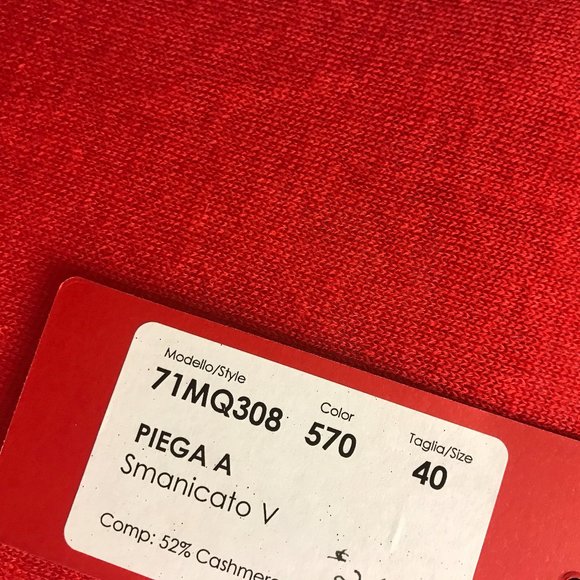 Modello/Style Color Taglia/Size
71MQ308 570 40
PIEGA A
Smanicato V
Comp: 52% Cashmere